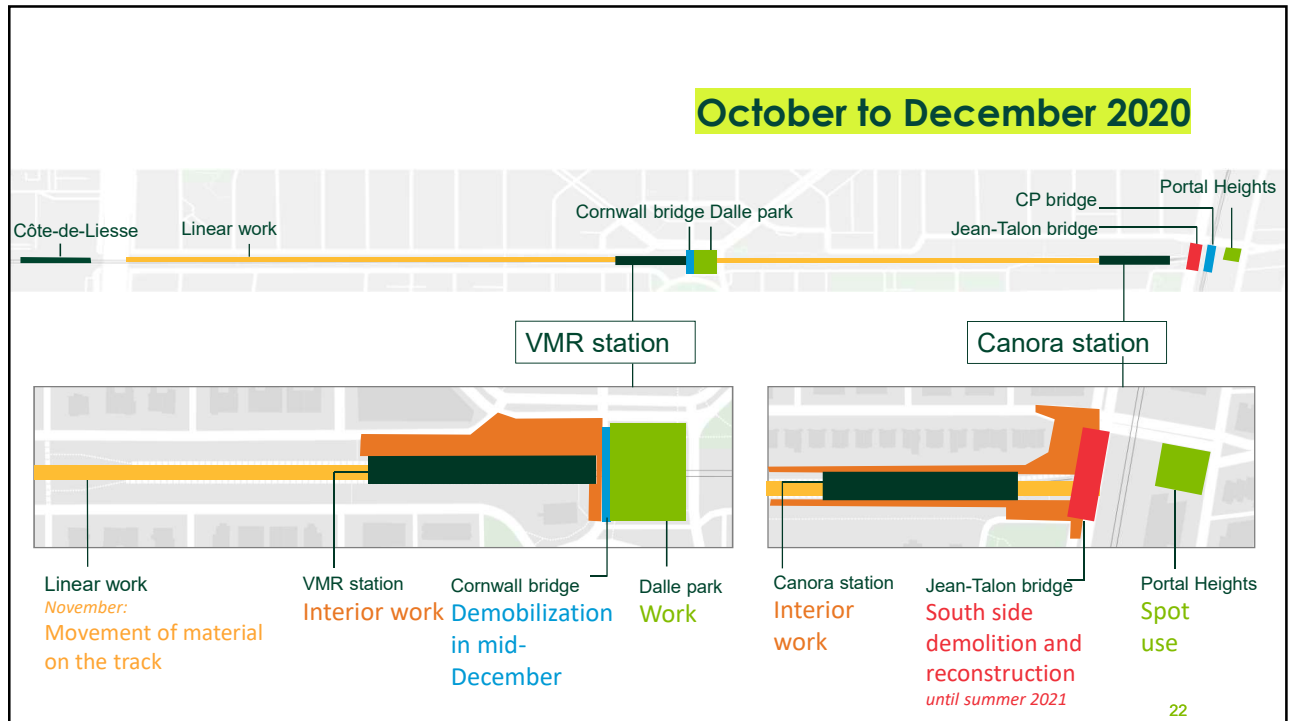 October to December 2020
Portal Heights
CP bridge
Cornwall bridge Dalle park
Jean-Talon bridge
Côte-de-Liesse
Linear work
VMR station
Canora station
Linear work
November:
Movement of material
on the track
VMR station
Interior work
Cornwall bridge
Demobilization
in mid-
December
Dalle park
Work
Canora station
Interior
work
Jean-Talon bridge
South side
demolition and
reconstruction
until summer 2021
Portal Heights
Spot
use
22